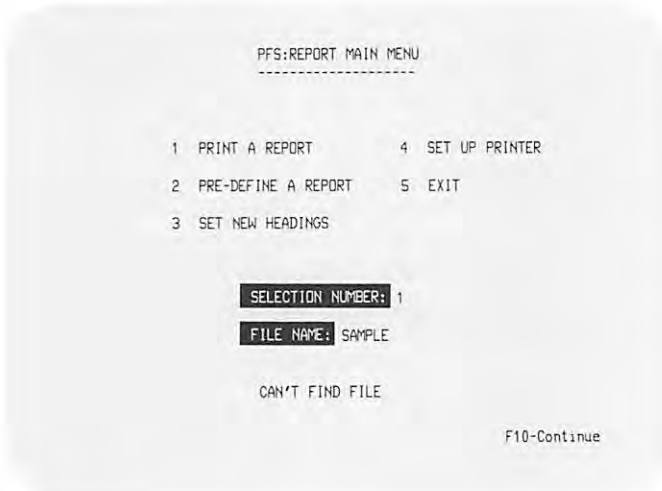 PFS:REPORT MAIN MENU
--------------------
1 PRINT A REPORT 4 SET UP PRINTER
2 PRE-DEFINE A REPORT 5 EXIT
3 SET NEW HEADINGS
SELECTION NUMBER: 1
FILE NAME: SAMPLE
CAN'T FIND FILE
F10-Continue